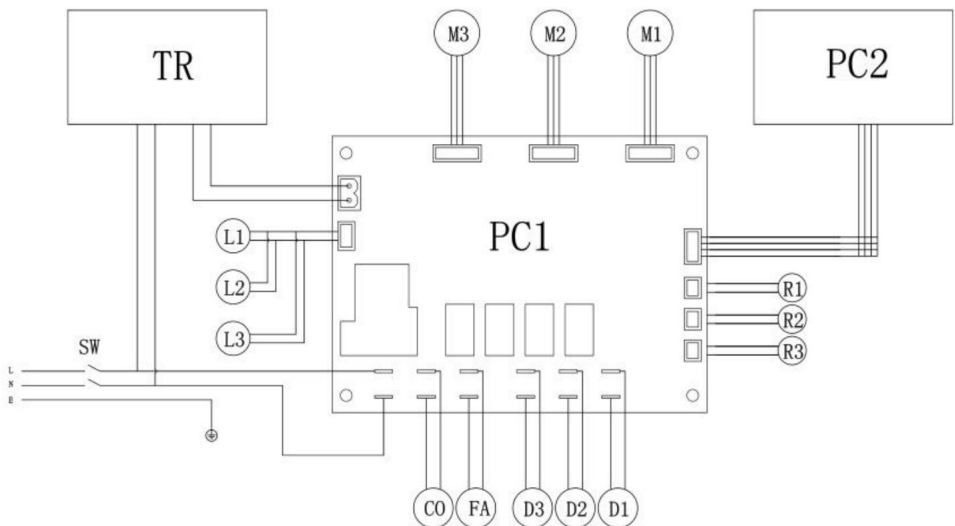 M3 M2 M1
TR PC2
PC1
L1
L2
R1
R2
L3
R3
SW
L
N
E
CO FA D3 D2 D1